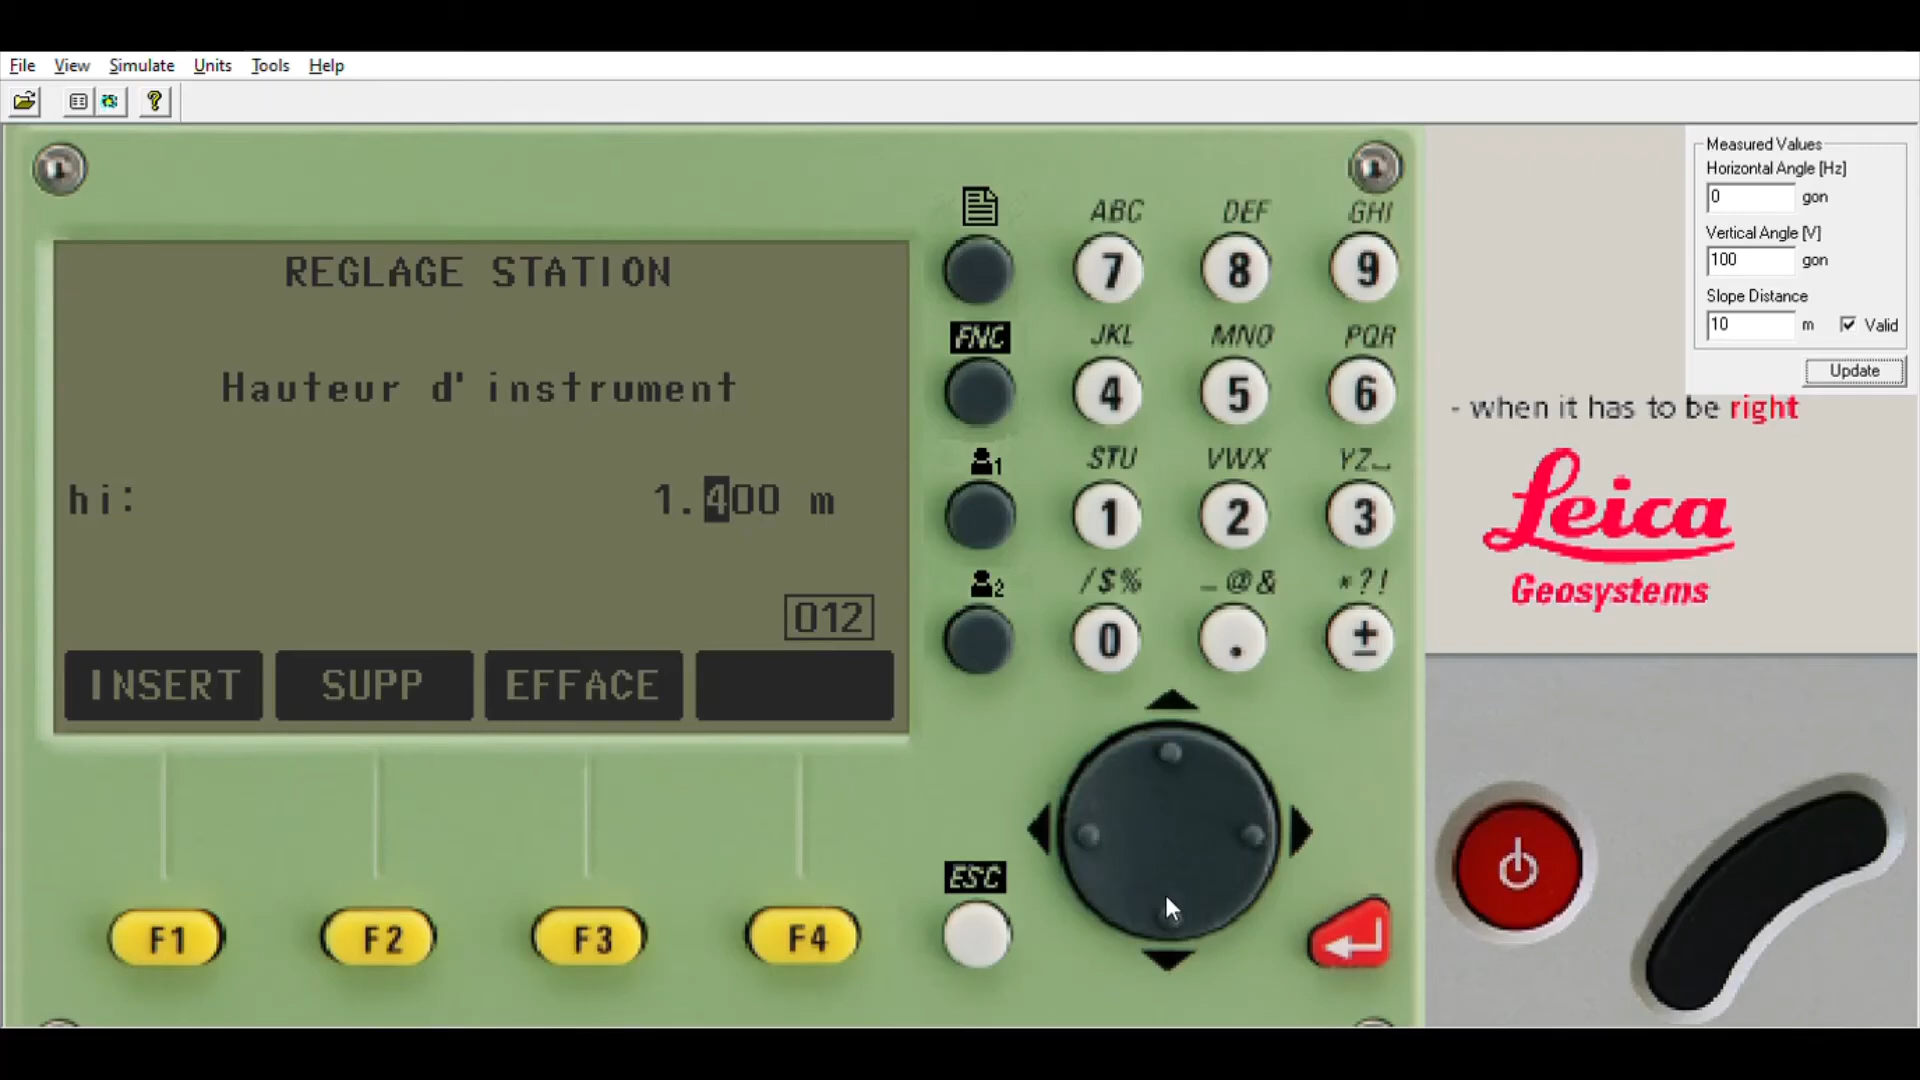 File View Simulate Units Tools Help
?
Measured Values
Horizontal Angle [Hz]
0 gon
Vertical Angle [V]
100 gon
Slope Distance
10 m Valid
Update
- when it has to be right
Leica
Geosystems
REGLAGE STATION
Hauteur d'instrument
hi: 1.400 m
012
INSERT SUPP EFFACE
F1 F2 F3 F4
ABC DEF GHI
7 8 9
FNC JKL MNO PQR
4 5 6
1 STU VWX YZ
1 2 3
2 /$% _@& *?!
0 . ±
ESC